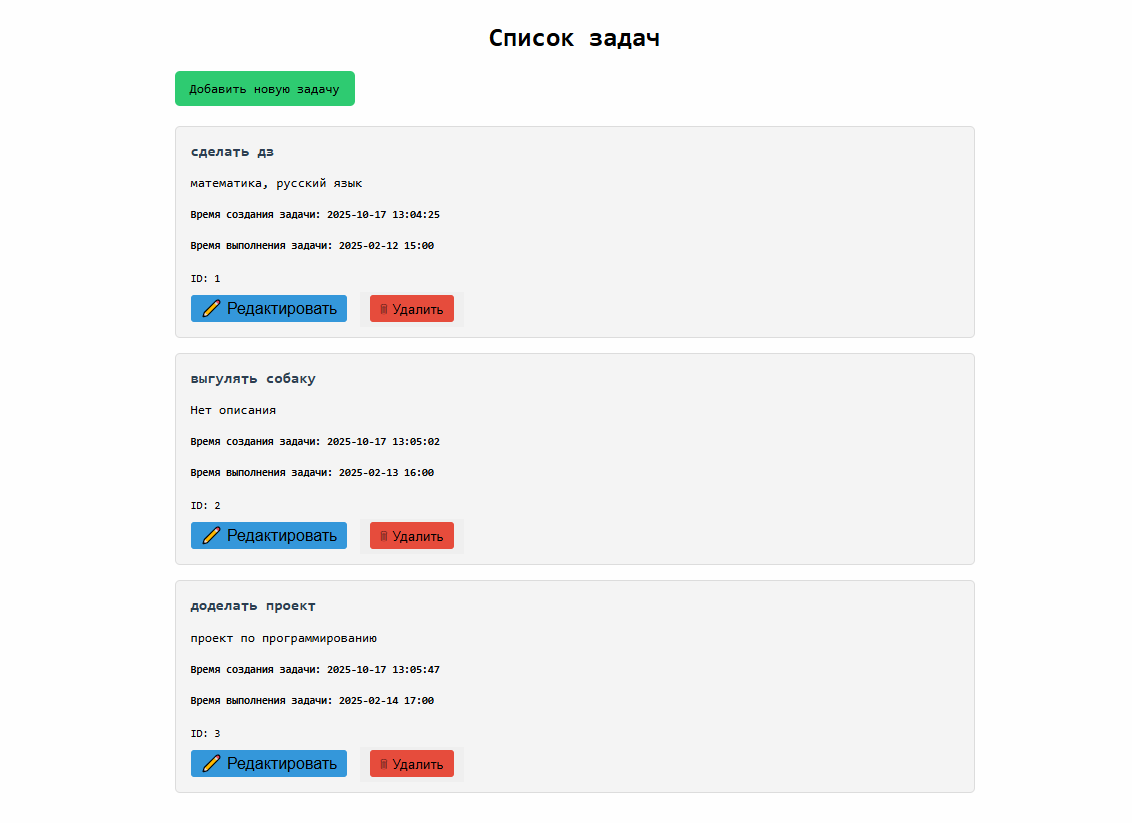 Список задач
Добавить новую задачу
сделать дз
математика, русский язык
Время создания задачи: 2025-10-17 13:04:25
Время выполнения задачи: 2025-02-12 15:00
ID: 1
Редактировать Удалить
выгулять собаку
Нет описания
Время создания задачи: 2025-10-17 13:05:02
Время выполнения задачи: 2025-02-13 16:00
ID: 2
Редактировать Удалить
доделать проект
проект по программированию
Время создания задачи: 2025-10-17 13:05:47
Время выполнения задачи: 2025-02-14 17:00
ID: 3
Редактировать Удалить